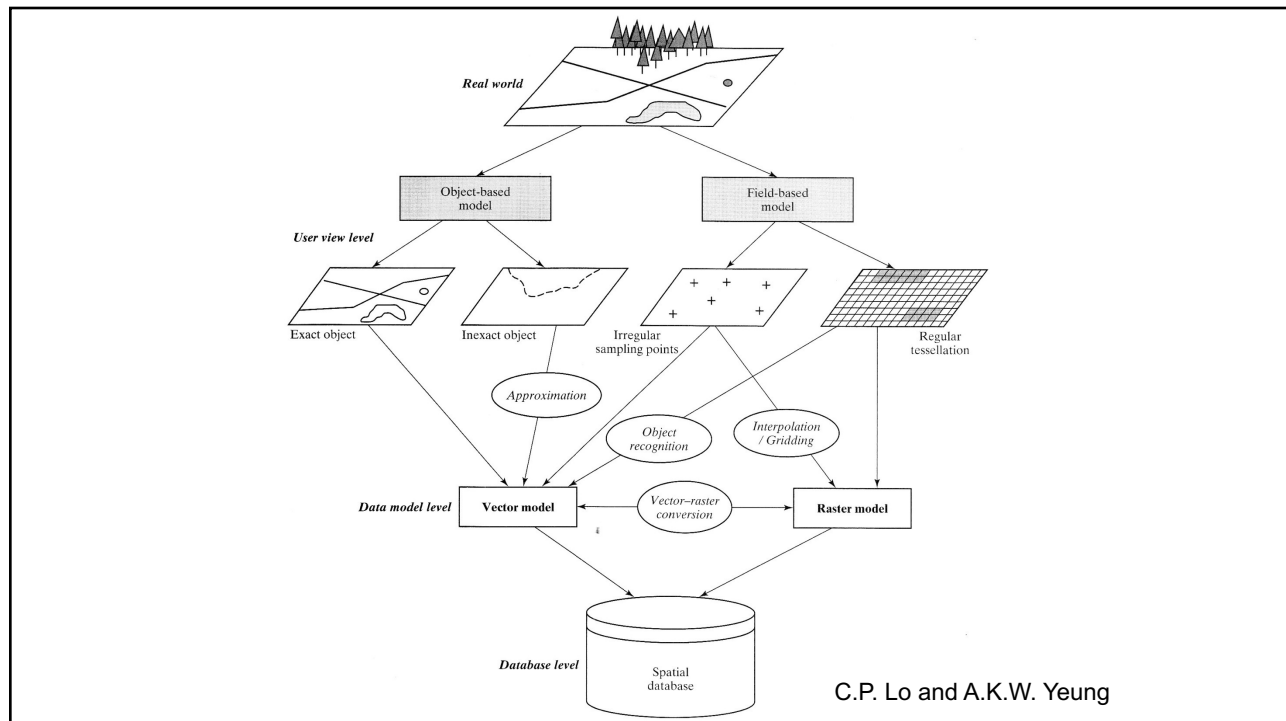 Real world
Object-based
model
Field-based
model
User view level
Exact object
Inexact object
Irregular
sampling points
Regular
tessellation
Approximation
Object
recognition
Interpolation
/ Gridding
Data model level
Vector model
Vector–raster
conversion
Raster model
Database level
Spatial
database
C.P. Lo and A.K.W. Yeung